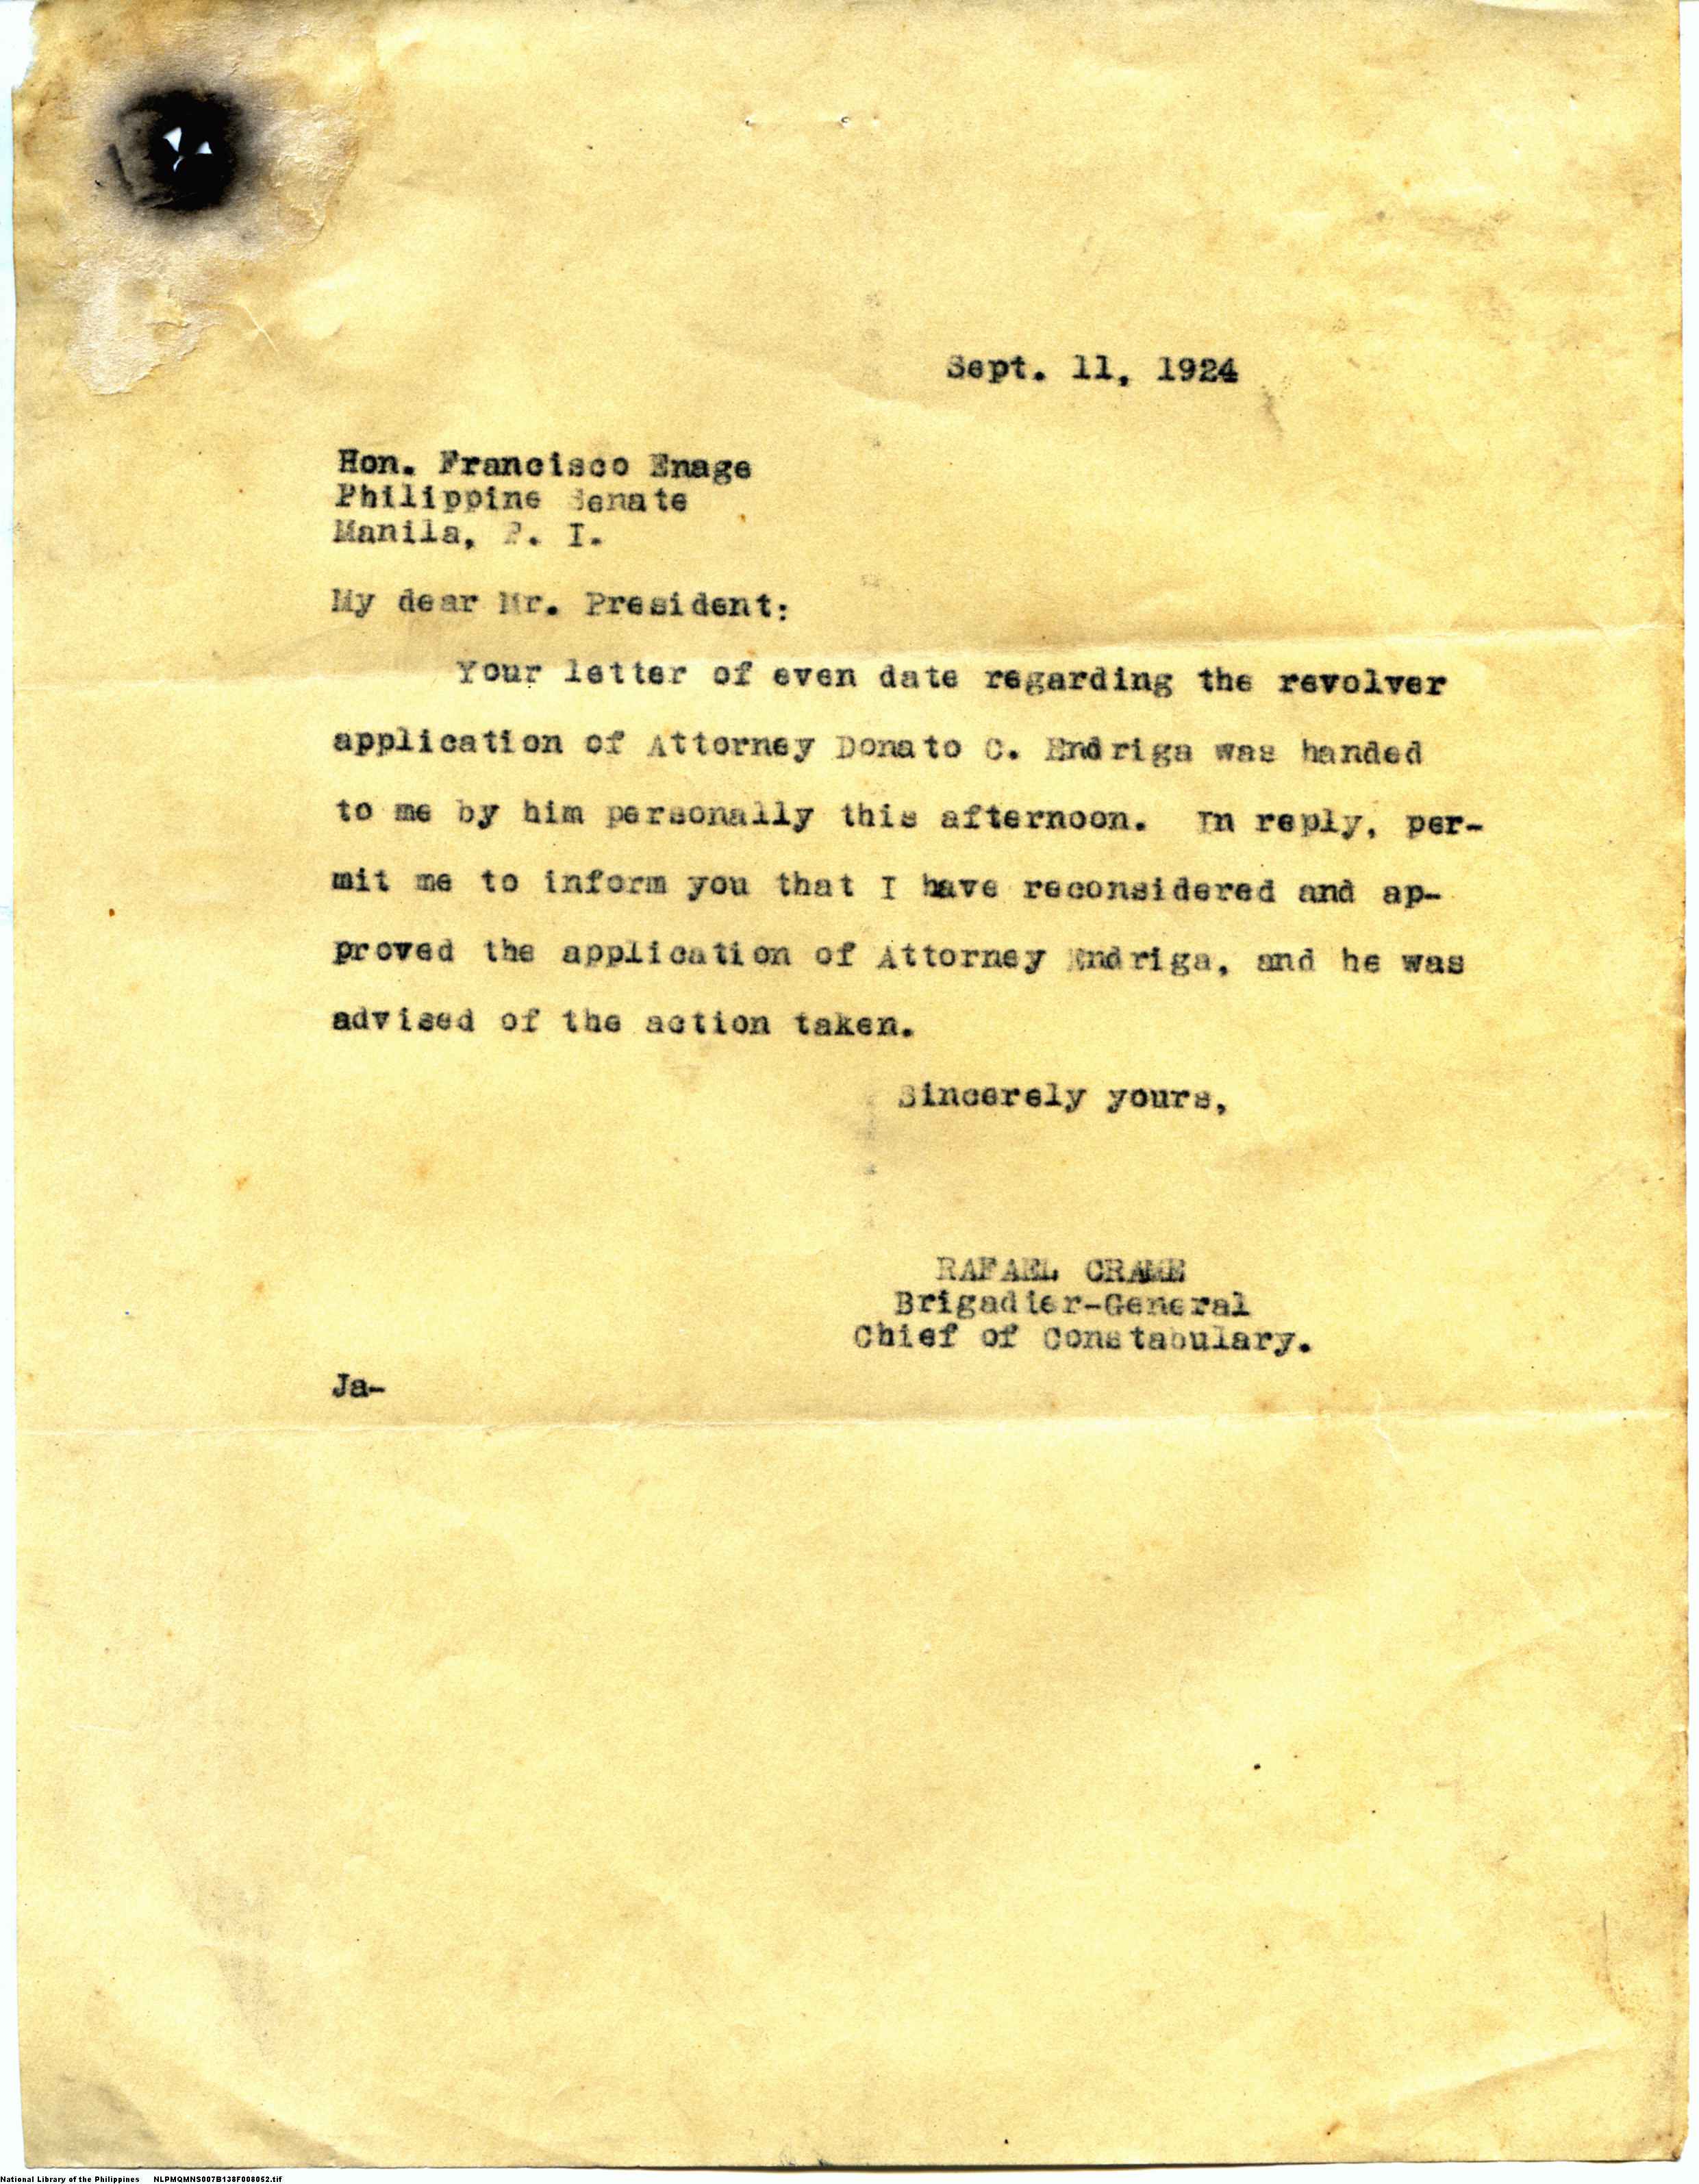 Sept. 11, 1924
Hon. Francisco Enage
Philippine Senate
Manila, P. I.
My dear Mr. President:
Your letter of even date regarding the revolver
application of Attorney Donato C. Endriga was handed
to me by him personally this afternoon. In reply, per-
mit me to inform you that I have reconsidered and ap-
proved the application of Attorney Endriga, and he was
advised of the action taken.
Sincerely yours,
RAFAEL CRAME
Brigadier-General
Chief of Constabulary.
Ja-
National Library of the Philippines NLPMQMNS007B138F008052.tif